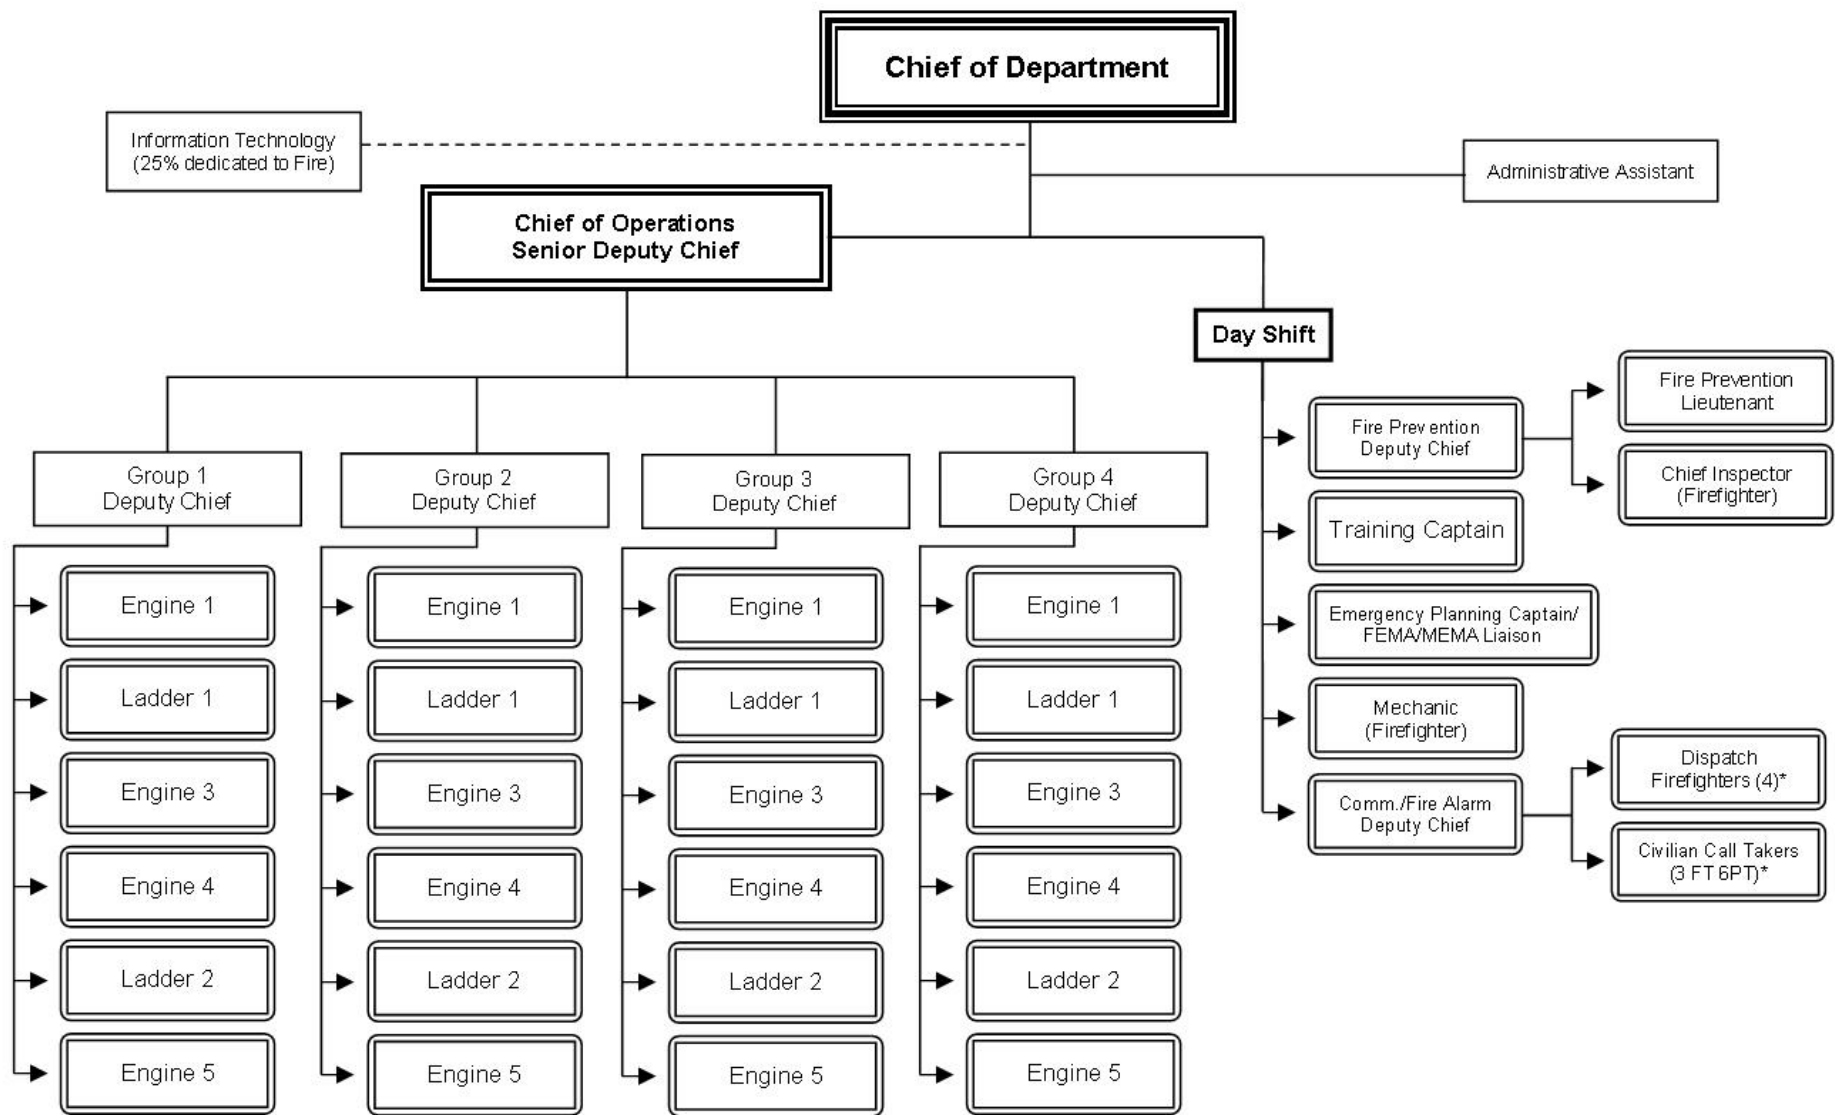 Chief of Department
Information Technology
(25% dedicated to Fire)
Administrative Assistant
Chief of Operations
Senior Deputy Chief
Day Shift
Group 1
Deputy Chief
Engine 1
Ladder 1
Engine 3
Engine 4
Ladder 2
Engine 5
Group 2
Deputy Chief
Engine 1
Ladder 1
Engine 3
Engine 4
Ladder 2
Engine 5
Group 3
Deputy Chief
Engine 1
Ladder 1
Engine 3
Engine 4
Ladder 2
Engine 5
Group 4
Deputy Chief
Engine 1
Ladder 1
Engine 3
Engine 4
Ladder 2
Engine 5
Fire Prevention
Deputy Chief
Fire Prevention
Lieutenant
Chief Inspector
(Firefighter)
Training Captain
Emergency Planning Captain/
FEMA/MEMA Liaison
Mechanic
(Firefighter)
Comm./Fire Alarm
Deputy Chief
Dispatch
Firefighters (4)*
Civilian Call Takers
(3 FT 6PT)*